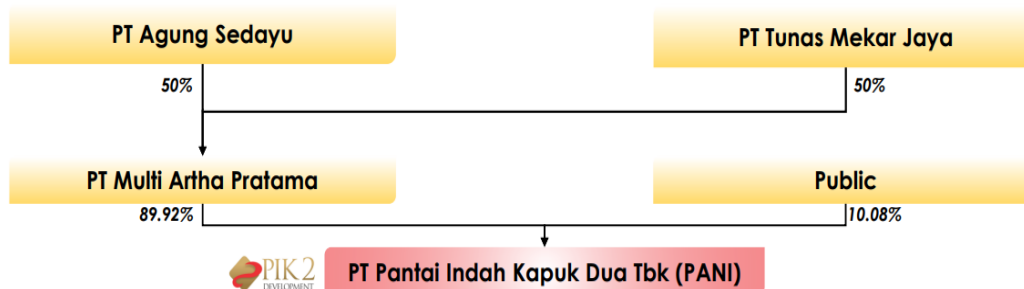 PT Agung Sedayu
PT Tunas Mekar Jaya
50%
50%
PT Multi Artha Pratama
Public
89.92%
10.08%
PIK 2
DEVELOPMENT
PT Pantai Indah Kapuk Dua Tbk (PANI)